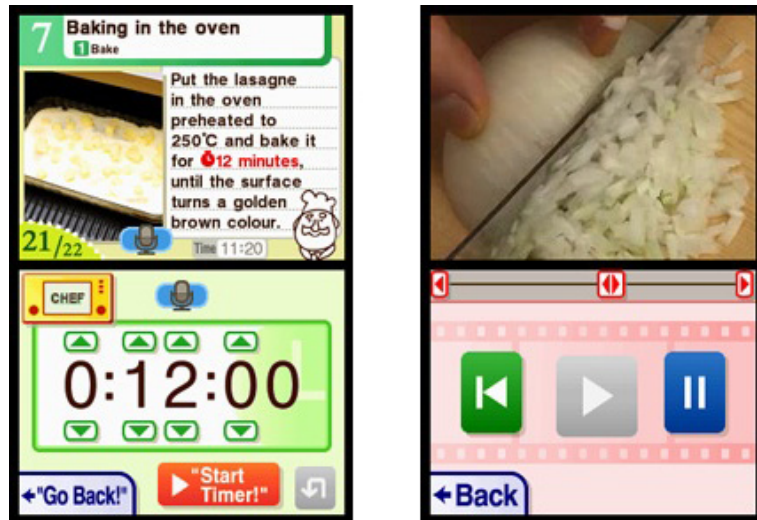 7 Baking in the oven
1 Bake
Put the lasagne
in the oven
preheated to
250℃ and bake it
for 12 minutes,
until the surface
turns a golden
brown colour.
21/22
Time 11:20
CHEF
0:12:00
"Go Back!"
"Start
Timer!"
Back